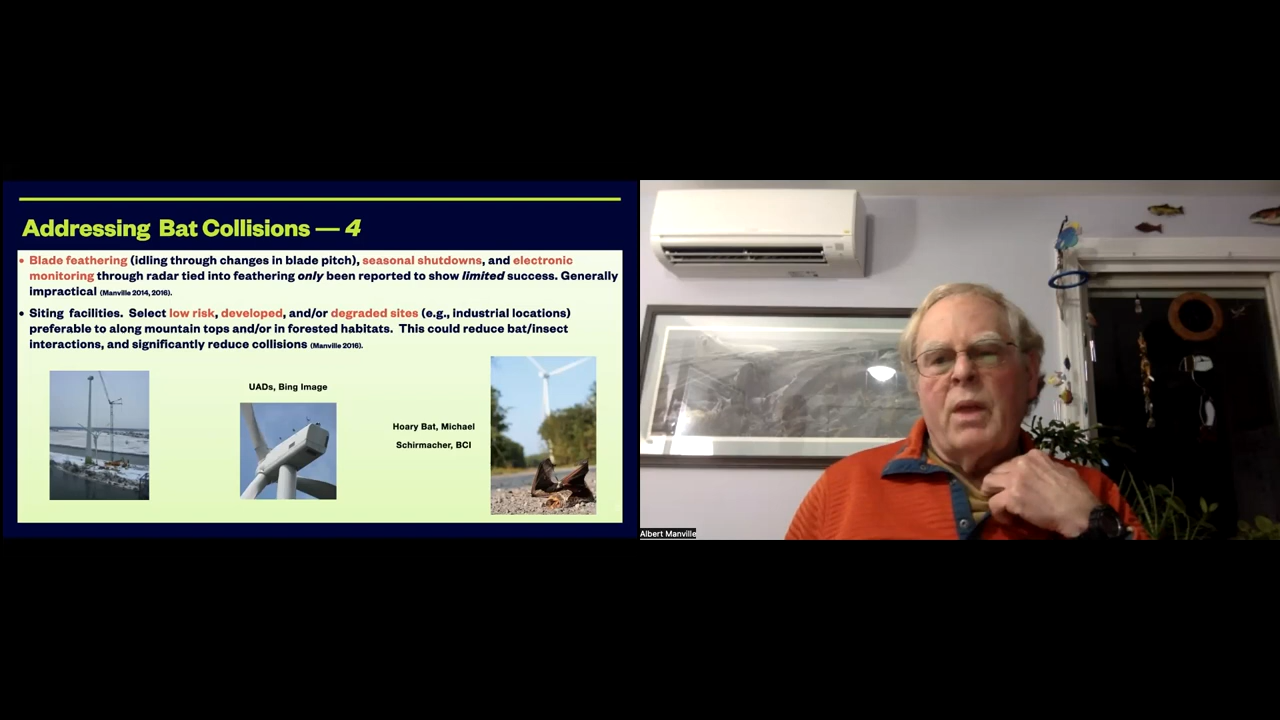 Addressing Bat Collisions — 4
• Blade feathering (idling through changes in blade pitch), seasonal shutdowns, and electronic
monitoring through radar tied into feathering only been reported to show limited success. Generally
impractical (Manville 2014, 2016).
• Siting facilities. Select low risk, developed, and/or degraded sites (e.g., industrial locations)
preferable to along mountain tops and/or in forested habitats. This could reduce bat/insect
interactions, and significantly reduce collisions (Manville 2016).
UADs, Bing Image
Hoary Bat, Michael
Schirmacher, BCI
Albert Manville